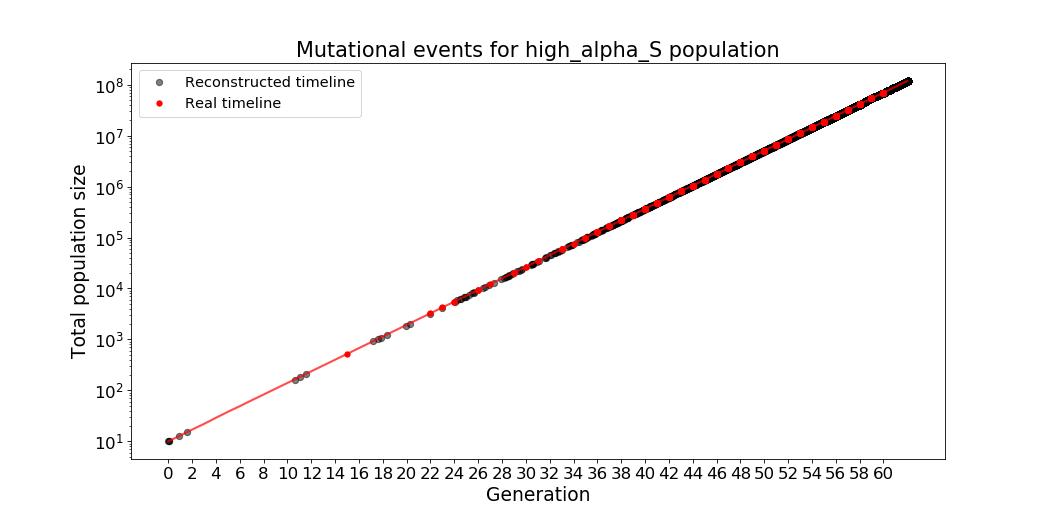 Mutational events for high_alpha_S population
Reconstructed timeline
Real timeline
Total population size
10^8
10^7
10^6
10^5
10^4
10^3
10^2
10^1
0 2 4 6 8 10 12 14 16 18 20 22 24 26 28 30 32 34 36 38 40 42 44 46 48 50 52 54 56 58 60
Generation